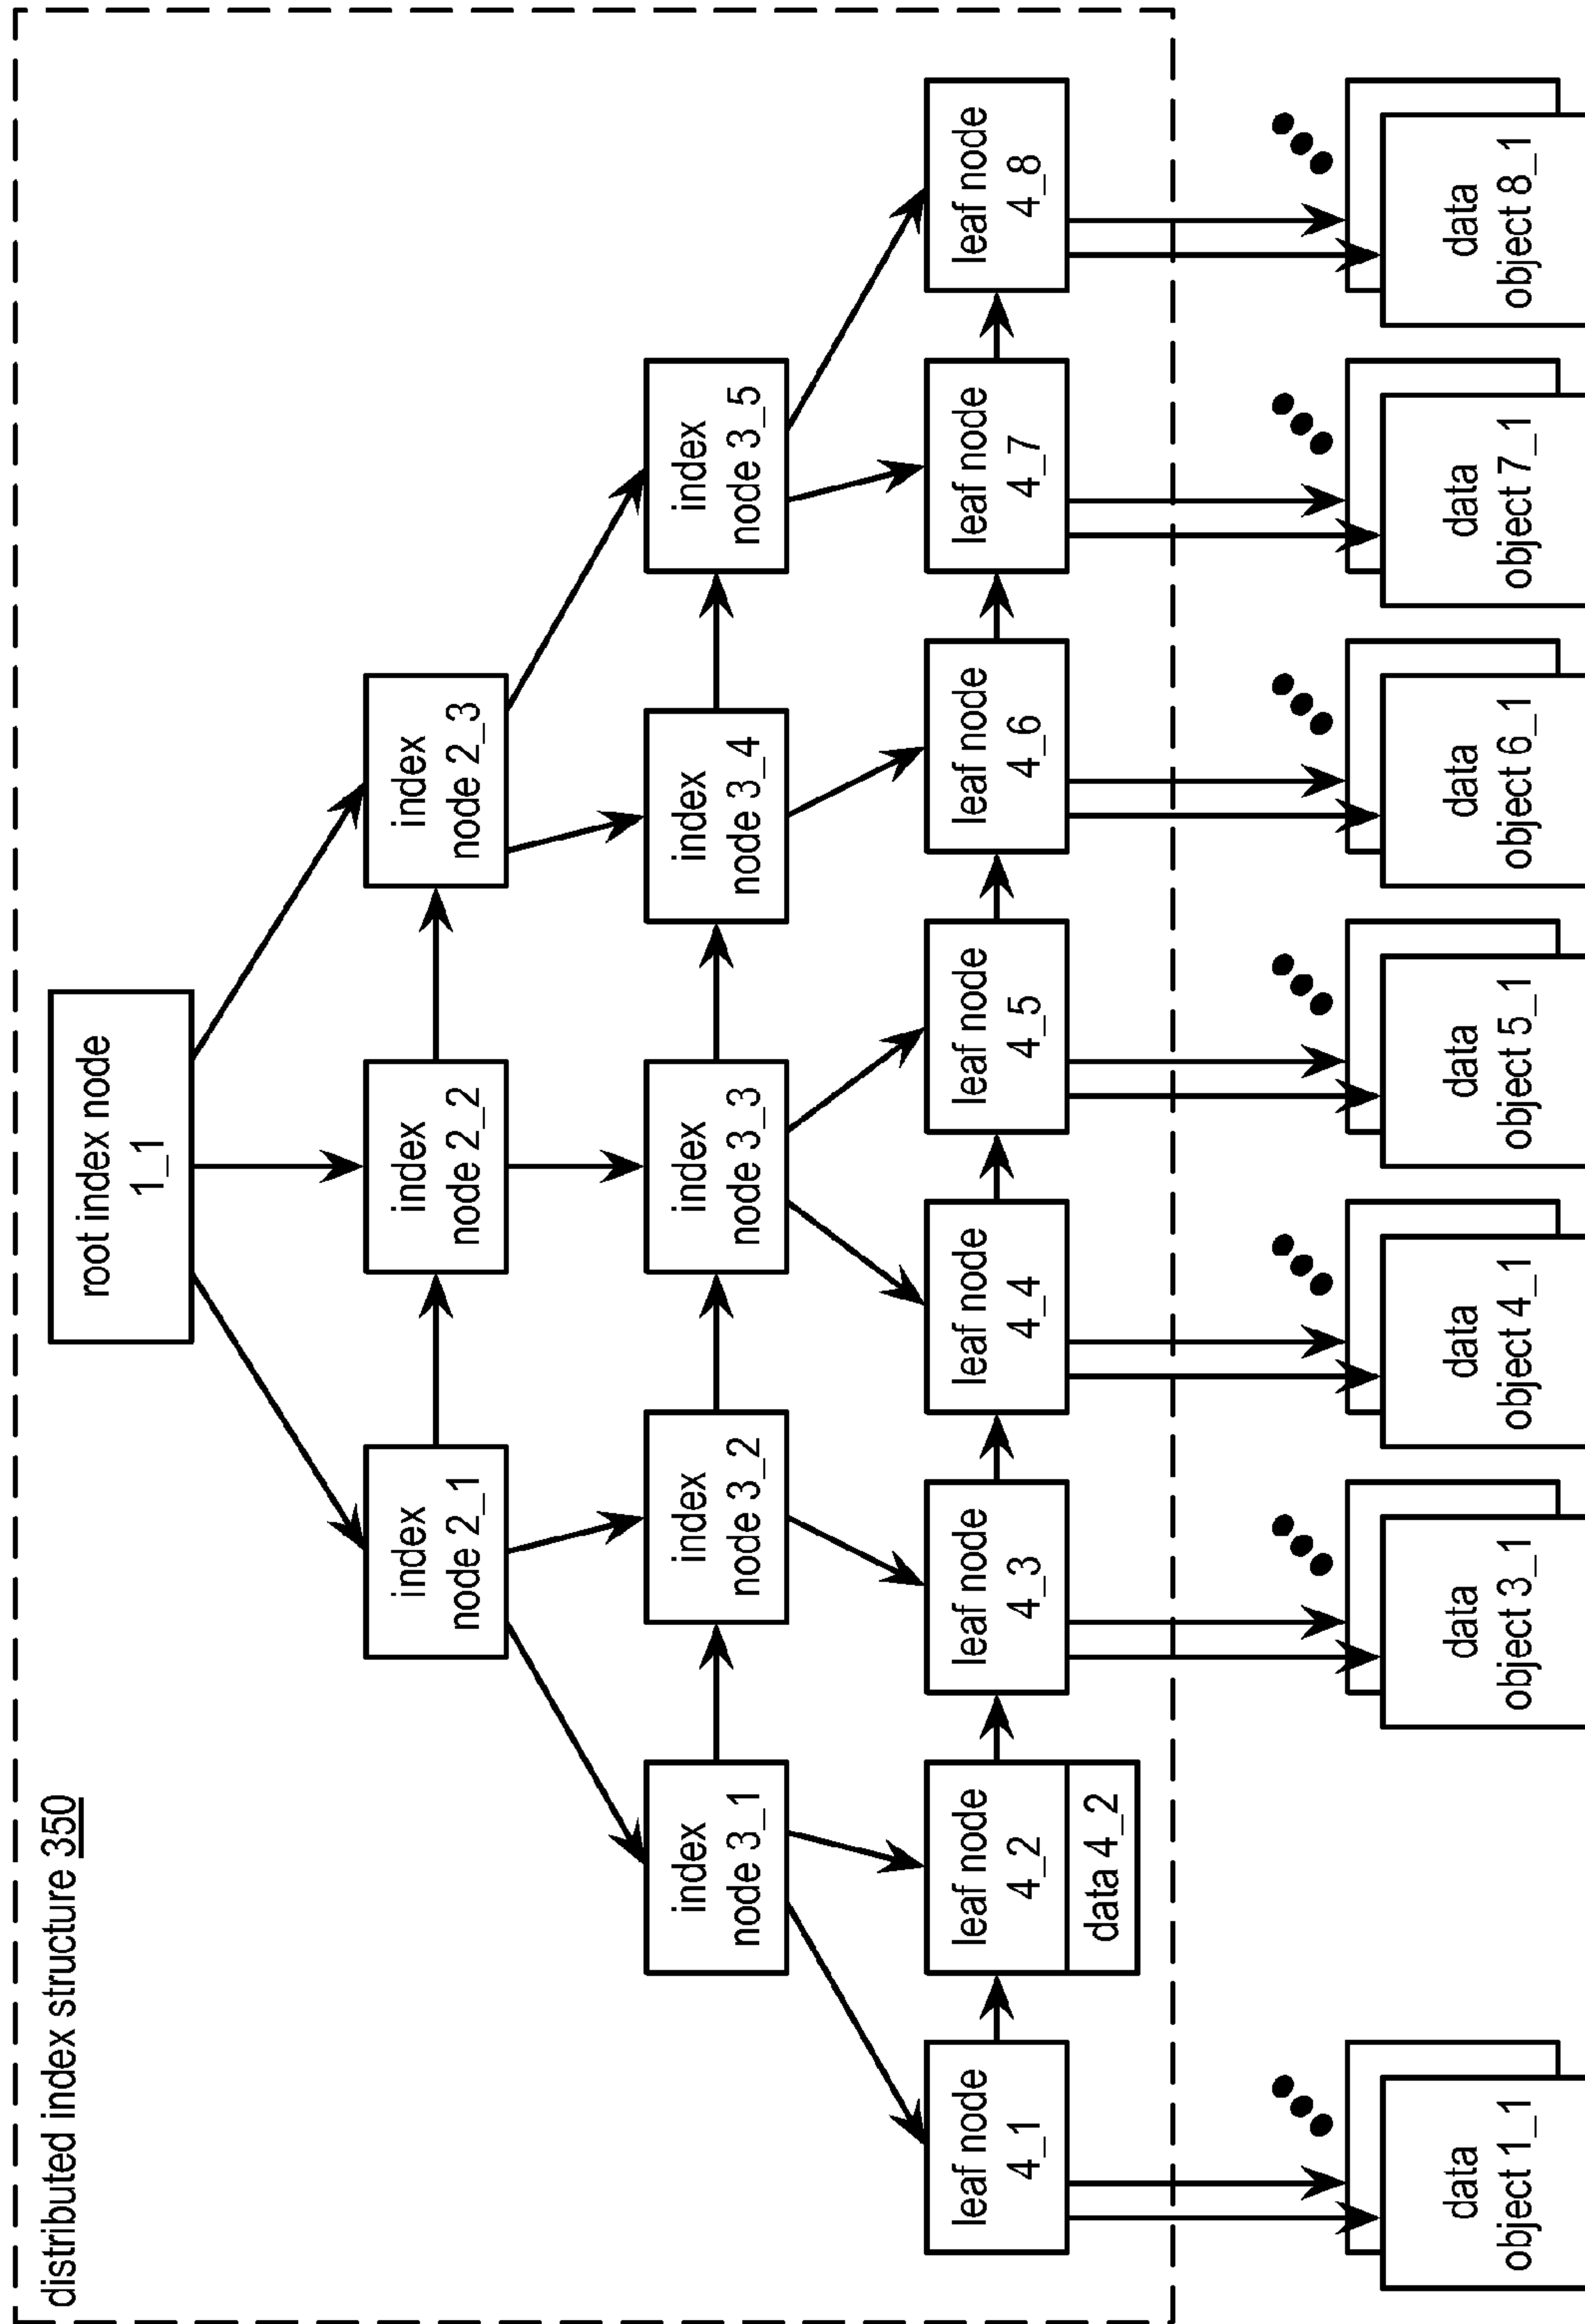 distributed index structure 350
root index node
1_1
index
node 2_1
index
node 2_2
index
node 2_3
index
node 3_1
index
node 3_2
index
node 3_3
index
node 3_4
index
node 3_5
leaf node
4_1
leaf node
4_2
data 4_2
leaf node
4_3
leaf node
4_4
leaf node
4_5
leaf node
4_6
leaf node
4_7
leaf node
4_8
data
object 1_1
data
object 3_1
data
object 4_1
data
object 5_1
data
object 6_1
data
object 7_1
data
object 8_1